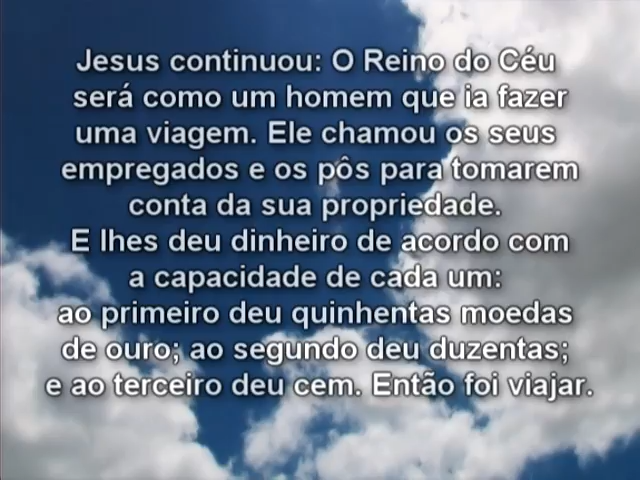 Jesus continuou: O Reino do Céu
será como um homem que ia fazer
uma viagem. Ele chamou os seus
empregados e os pôs para tomarem
conta da sua propriedade.
E lhes deu dinheiro de acordo com
a capacidade de cada um:
ao primeiro deu quinhentas moedas
de ouro; ao segundo deu duzentas;
e ao terceiro deu cem. Então foi viajar.